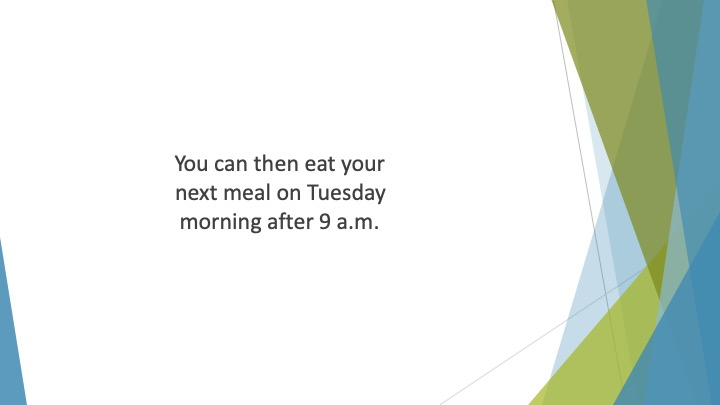 You can then eat your
next meal on Tuesday
morning after 9 a.m.